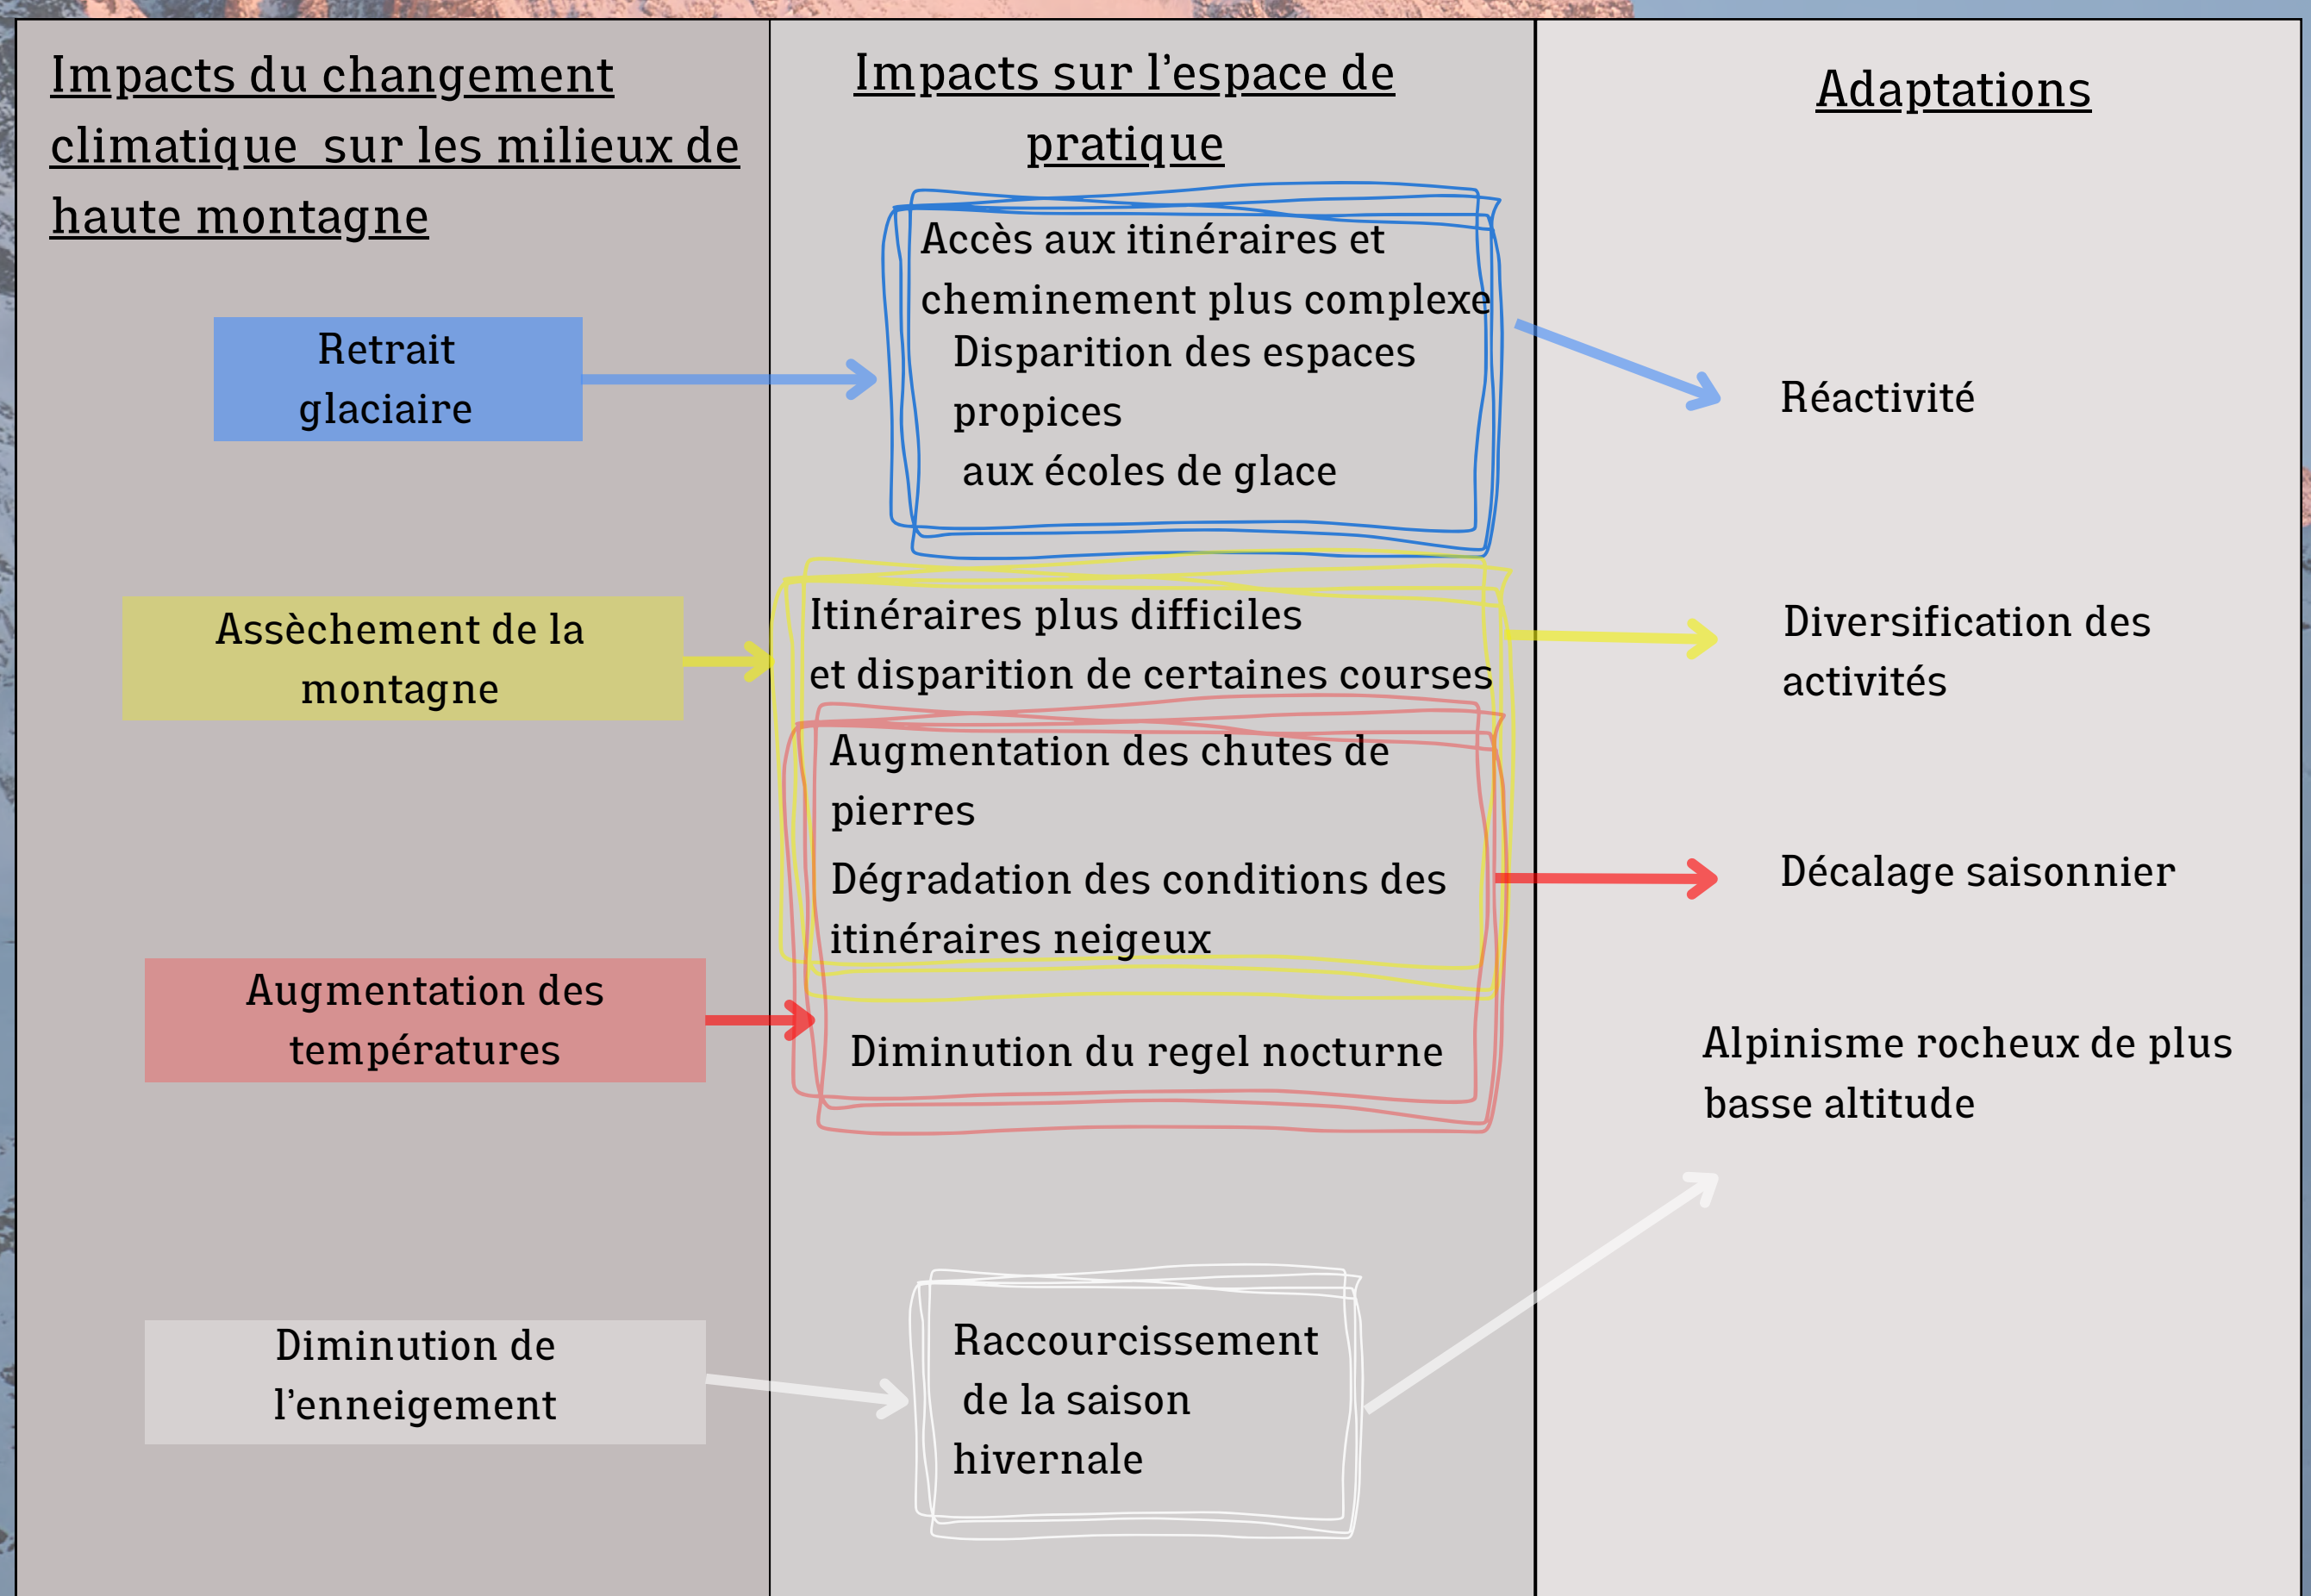 Impacts du changement
climatique sur les milieux de
haute montagne
Retrait
glaciaire
Assèchement de la
montagne
Augmentation des
températures
Diminution de
l'enneigement
Impacts sur l'espace de
pratique
Accès aux itinéraires et
cheminement plus complexe
Disparition des espaces
propices
aux écoles de glace
Itinéraires plus difficiles
et disparition de certaines courses
Augmentation des chutes de
pierres
Dégradation des conditions des
itinéraires neigeux
Diminution du regel nocturne
Raccourcissement
de la saison
hivernale
Adaptations
Réactivité
Diversification des
activités
Décalage saisonnier
Alpinisme rocheux de plus
basse altitude